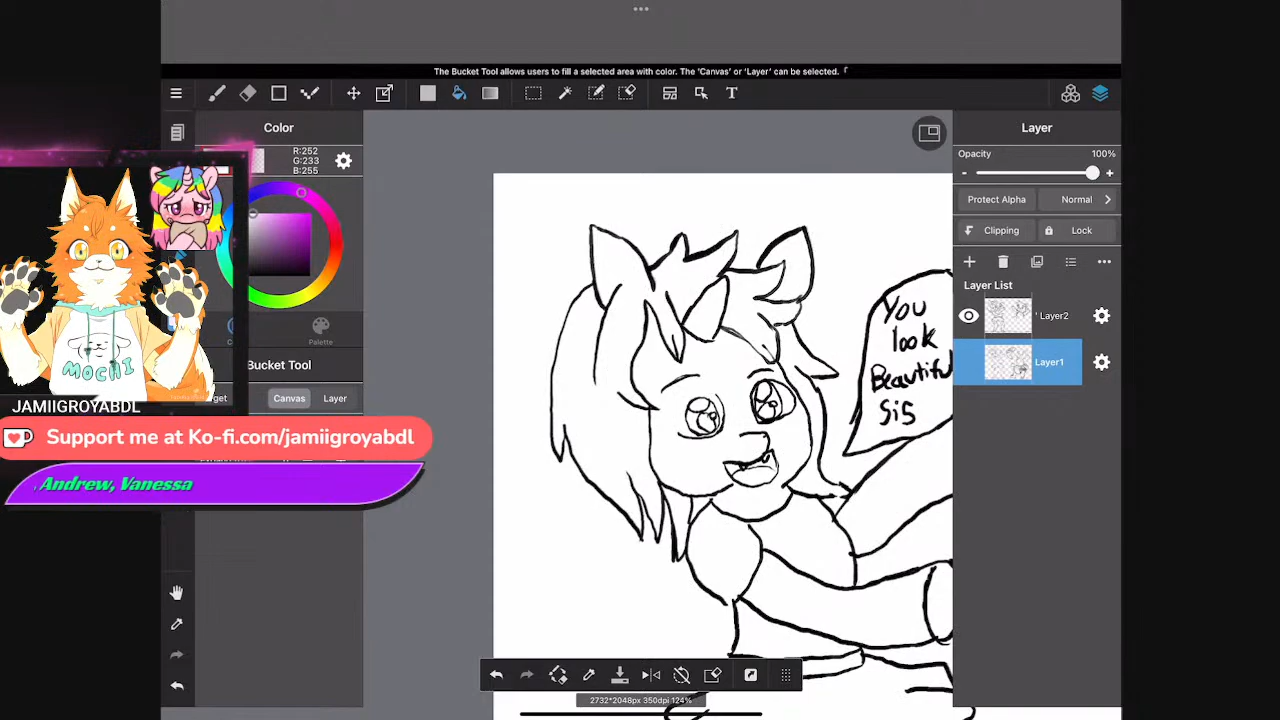 The Bucket Tool allows users to fill a selected area with color. The 'Canvas' or 'Layer' can be selected.
Color
R:252
G:233
B:255
Palette
Bucket Tool
Canvas
Layer
MOCHI
JAMIIGROYABDL
Support me at Ko-fi.com/jamiigroyabdl
, Andrew, Vanessa
You
look
Beautiful
Sis
Layer
Opacity 100%
- +
Protect Alpha Normal
Clipping Lock
Layer List
Layer2
Layer1
2732*2048px 350dpi 124%